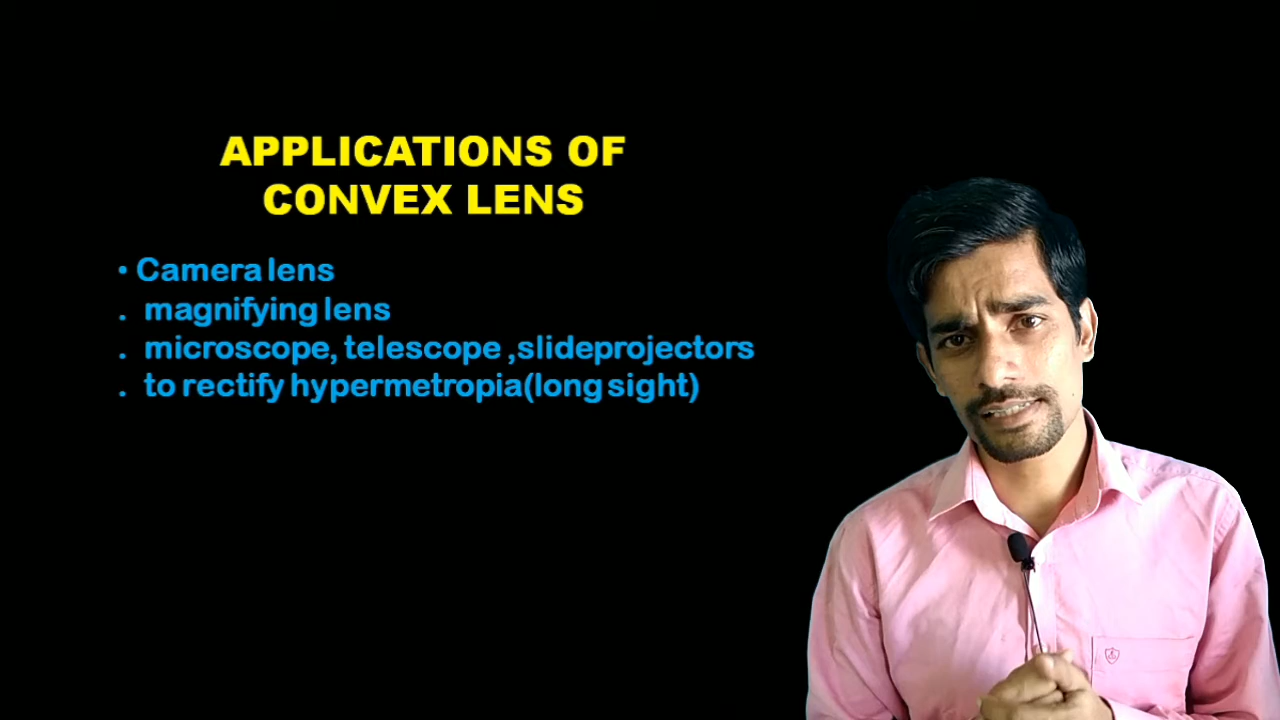 APPLICATIONS OF
CONVEX LENS
• Camera lens
. magnifying lens
. microscope, telescope ,slideprojectors
. to rectify hypermetropia(long sight)